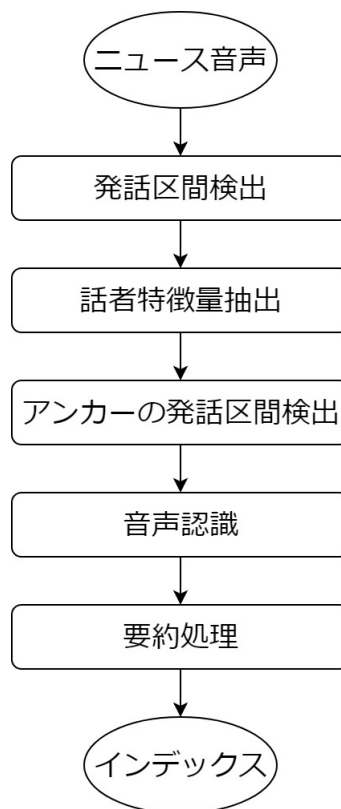 ニュース音声
発話区間検出
話者特徴量抽出
アンカーの発話区間検出
音声認識
要約処理
インデックス